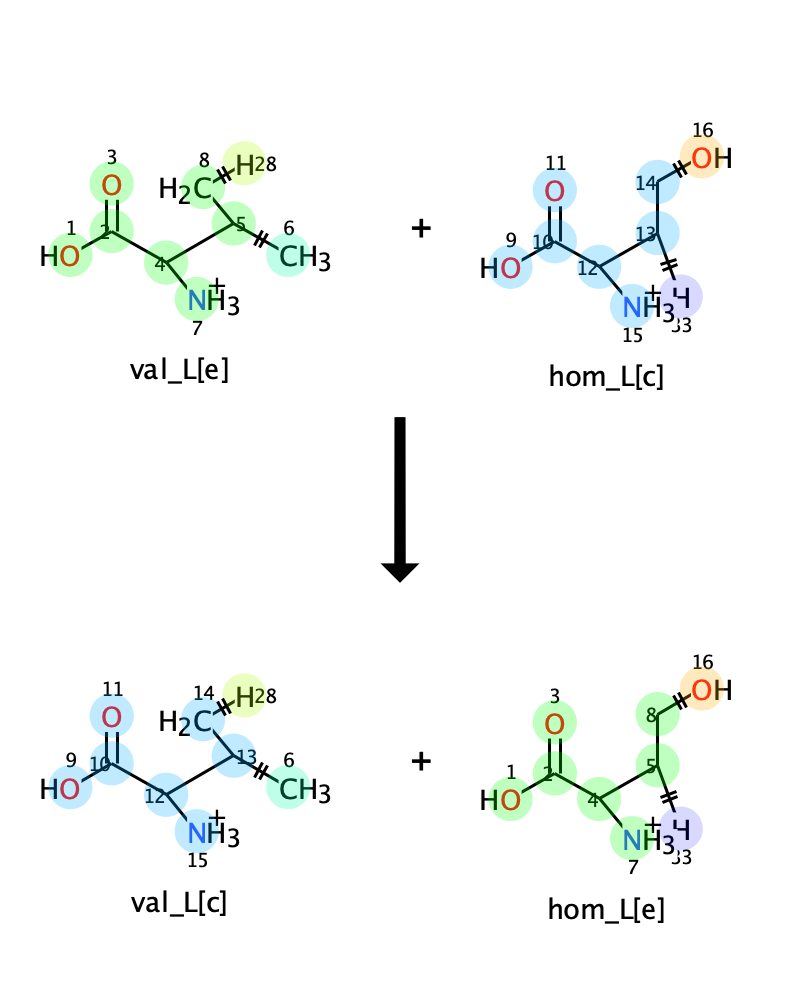 3
O
1
HO
2
4
8
H2C
H28
5
6
CH3
+
NH3
7
val_L[e]
+
16
OH
14
11
O
9
HO
10
12
13
+
NH3
H
33
15
hom_L[c]
11
O
9
HO
10
12
14
H2C
H28
13
6
CH3
+
NH3
15
val_L[c]
+
16
OH
8
3
O
1
HO
2
4
5
+
NH3
H
33
7
hom_L[e]